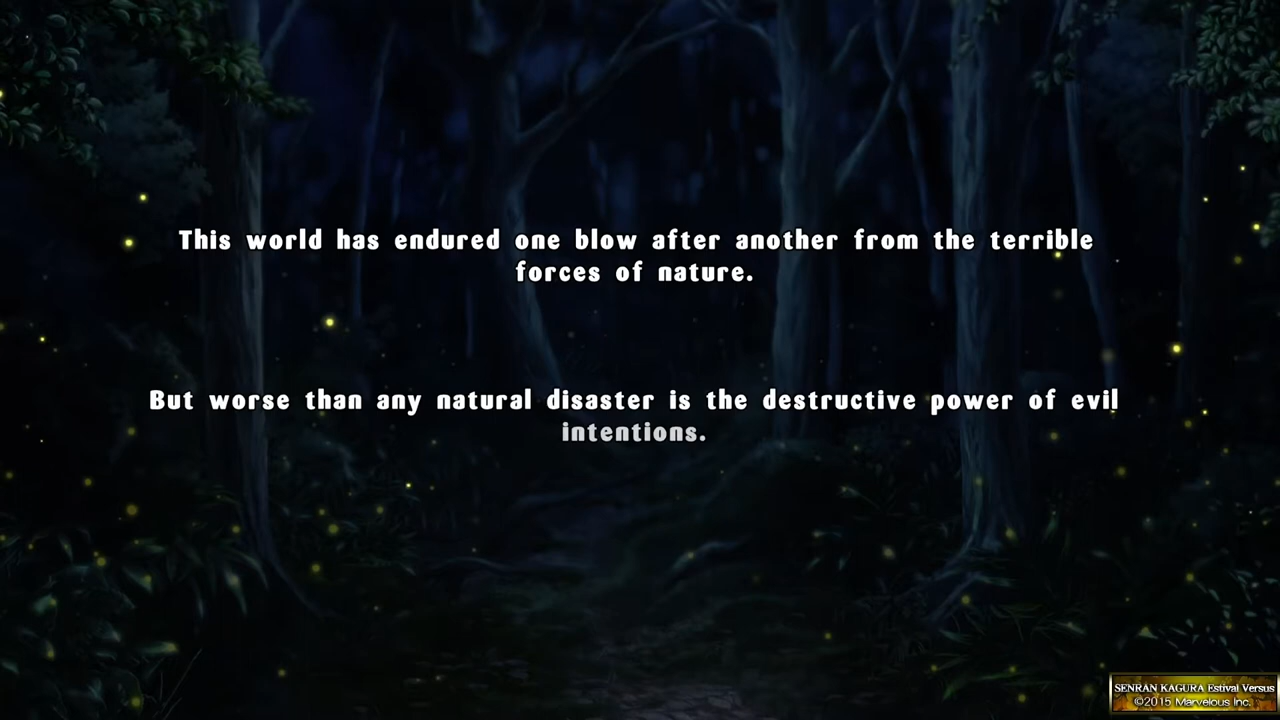 This world has endured one blow after another from the terrible
forces of nature.
But worse than any natural disaster is the destructive power of evil
intentions.
SENRAN KAGURA Estival Versus
©2015 Marvelous Inc.